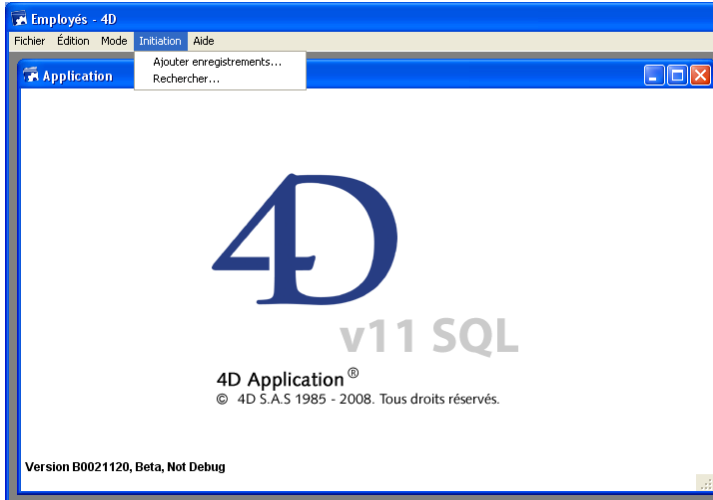 Employés - 4D
Fichier Édition Mode Initiation Aide
Ajouter enregistrements...
Application
Rechercher...
4D
v11 SQL
4D Application ®
© 4D S.A.S 1985 - 2008. Tous droits réservés.
Version B0021120, Beta, Not Debug